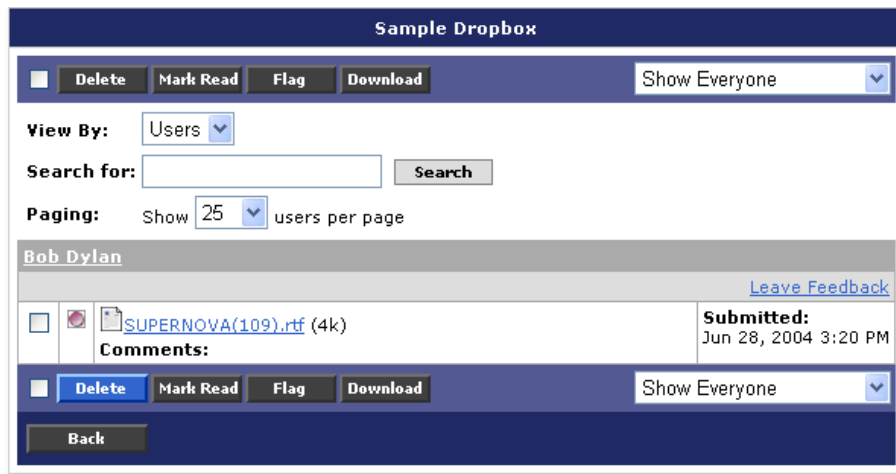 Sample Dropbox
Delete Mark Read Flag Download Show Everyone
View By: Users
Search for: Search
Paging: Show 25 users per page
Bob Dylan
Leave Feedback
SUPERNOVA(109).rtf (4k) Submitted:
Jun 28, 2004 3:20 PM
Comments:
Delete Mark Read Flag Download Show Everyone
Back